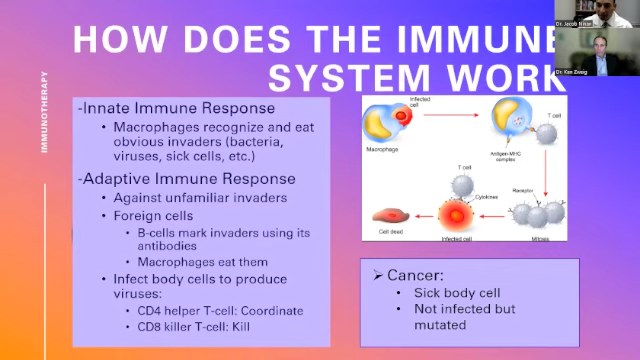 HOW DOES THE IMMUNE
SYSTEM WORK
Dr. Ken Zweig
IMMUNOTHERAPY
-Innate Immune Response
• Macrophages recognize and eat
obvious invaders (bacteria,
viruses, sick cells, etc.)
-Adaptive Immune Response
• Against unfamiliar invaders
• Foreign cells
• B-cells mark invaders using its
antibodies
• Macrophages eat them
• Infect body cells to produce
viruses:
• CD4 helper T-cell: Coordinate
• CD8 killer T-cell: Kill
Infected
cell
Macrophage
T cell
Antigen-MHC
complex
T cell
Cytokines
Receptor
Cell dead
Infected cell
Mitosis
➢ Cancer:
• Sick body cell
• Not infected but
mutated
Dr. Jacob